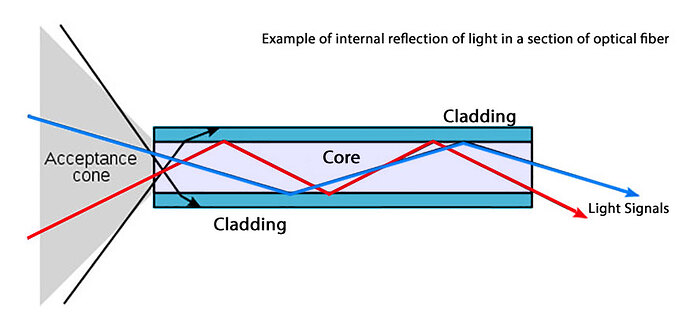 Example of internal reflection of light in a section of optical fiber
Cladding
Acceptance
cone
Core
Light Signals
Cladding